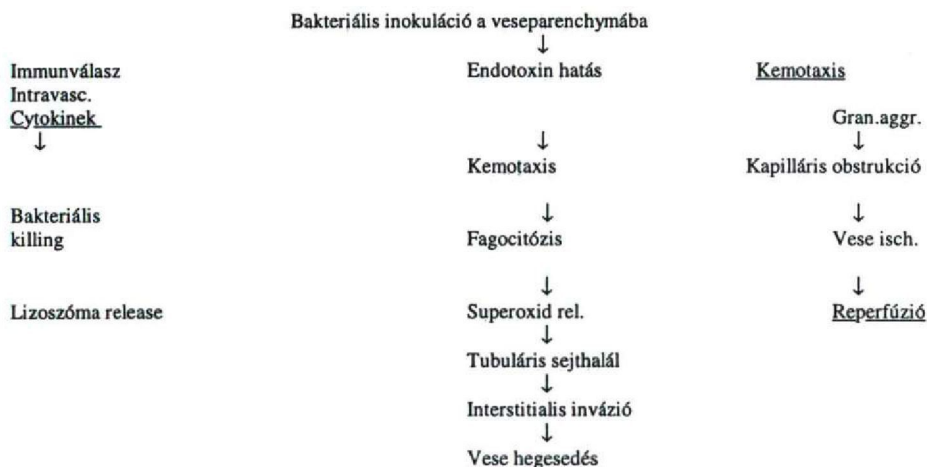 Bakteriális inokuláció a veseparenchymába
↓
Immunválasz Endotoxin hatás Kemotaxis
Intravasc.
Cytokinek Gran.aggr.
↓ ↓ ↓
Kemotaxis Kapilláris obstrukció
↓ ↓
Bakteriális
killing Fagocitózis Vese isch.
↓ ↓
Lizoszóma release Superoxid rel. Reperfúzió
↓
Tubuláris sejthalál
↓
Interstitialis invázió
↓
Vese hegesedés